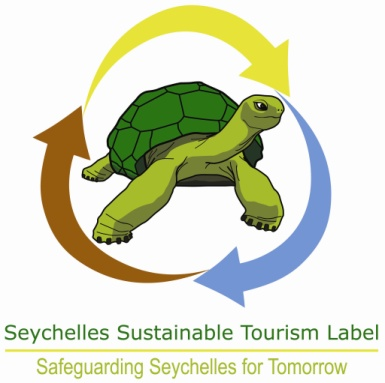 Seychelles Sustainable Tourism Label
Safeguarding Seychelles for Tomorrow